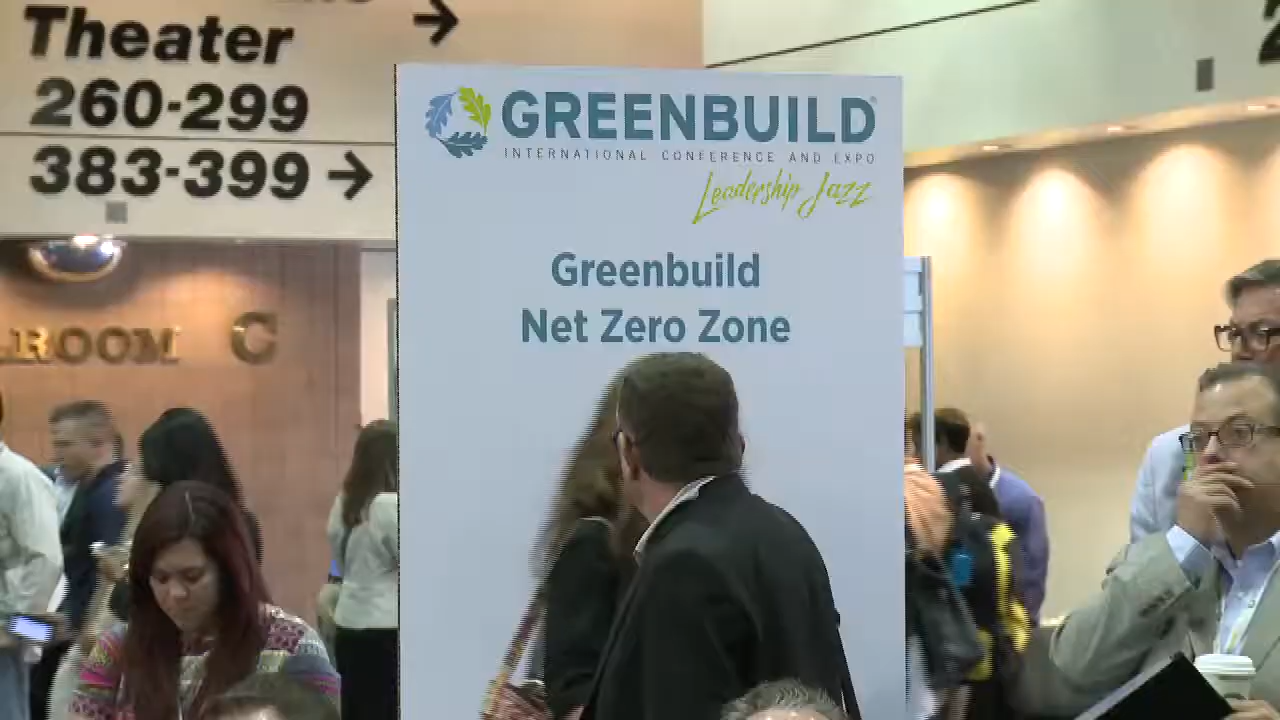 Theater
260-299
383-399
ROOM C
GREENBUILD
INTERNATIONAL CONFERENCE AND EXPO
Leadership Jazz
Greenbuild
Net Zero Zone